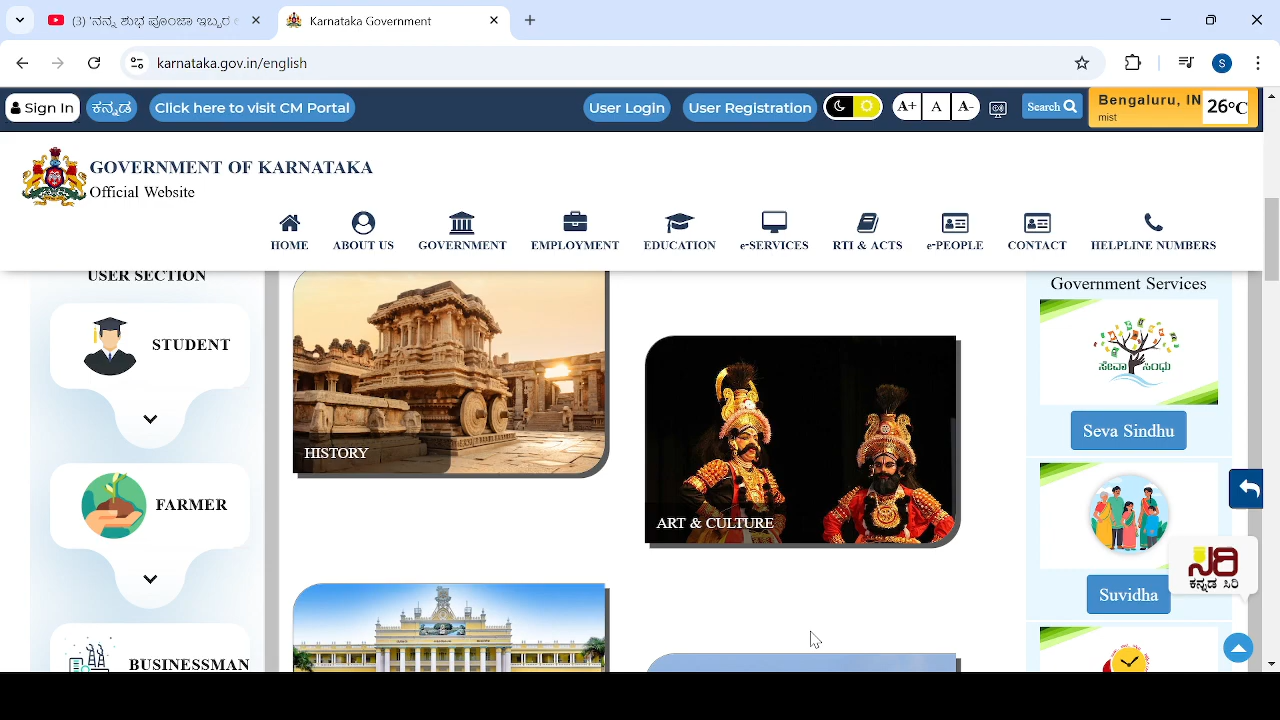 (3) 'ನನ್ನ ಶುಭ ಪೂಂಜಾ ಇಬ್ಬರ
Karnataka Government
karnataka.gov.in/english
S
Sign In
ಕನ್ನಡ
Click here to visit CM Portal
User Login
User Registration
A+
A
A-
Search
Bengaluru, IN
mist
26°C
GOVERNMENT OF KARNATAKA
Official Website
HOME
ABOUT US
GOVERNMENT
EMPLOYMENT
EDUCATION
e-SERVICES
RTI & ACTS
e-PEOPLE
CONTACT
HELPLINE NUMBERS
USER SECTION
STUDENT
FARMER
BUSINESSMAN
HISTORY
ART & CULTURE
Government Services
ಸೇವಾ ಸಿಂಧು
Seva Sindhu
Suvidha
ಕನ್ನಡ ಸಿರಿ